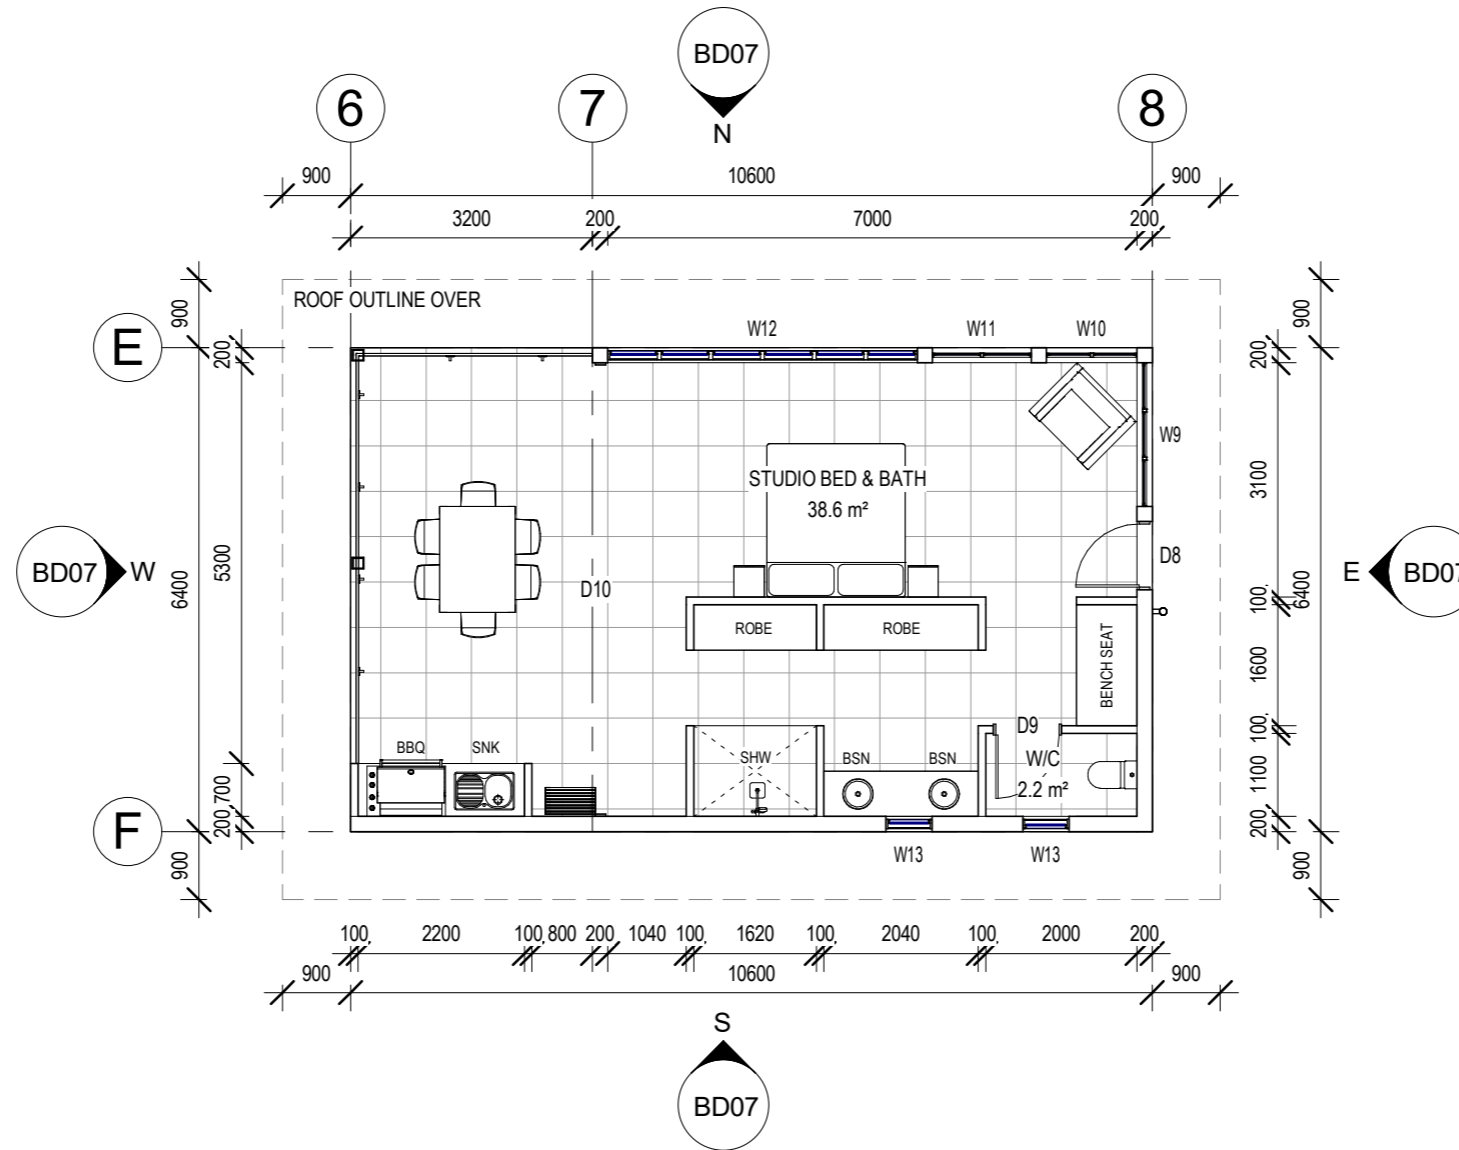 BD07
N
6
7
8
900
10600
900
3200
200
7000
200
ROOF OUTLINE OVER
W12
W11
W10
E
F
900
200
5300
6400
700
200
900
BD07
W
STUDIO BED & BATH
38.6 m²
W9
D8
D10
ROBE
ROBE
BENCH SEAT
D9
W/C
2.2 m²
BBQ
SNK
SHW
BSN
BSN
W13
W13
900
200
3100
100
6400
1600
100
1100
200
900
E
BD07
100
2200
100
800
200
1040
100
1620
100
2040
100
2000
200
900
10600
900
S
BD07